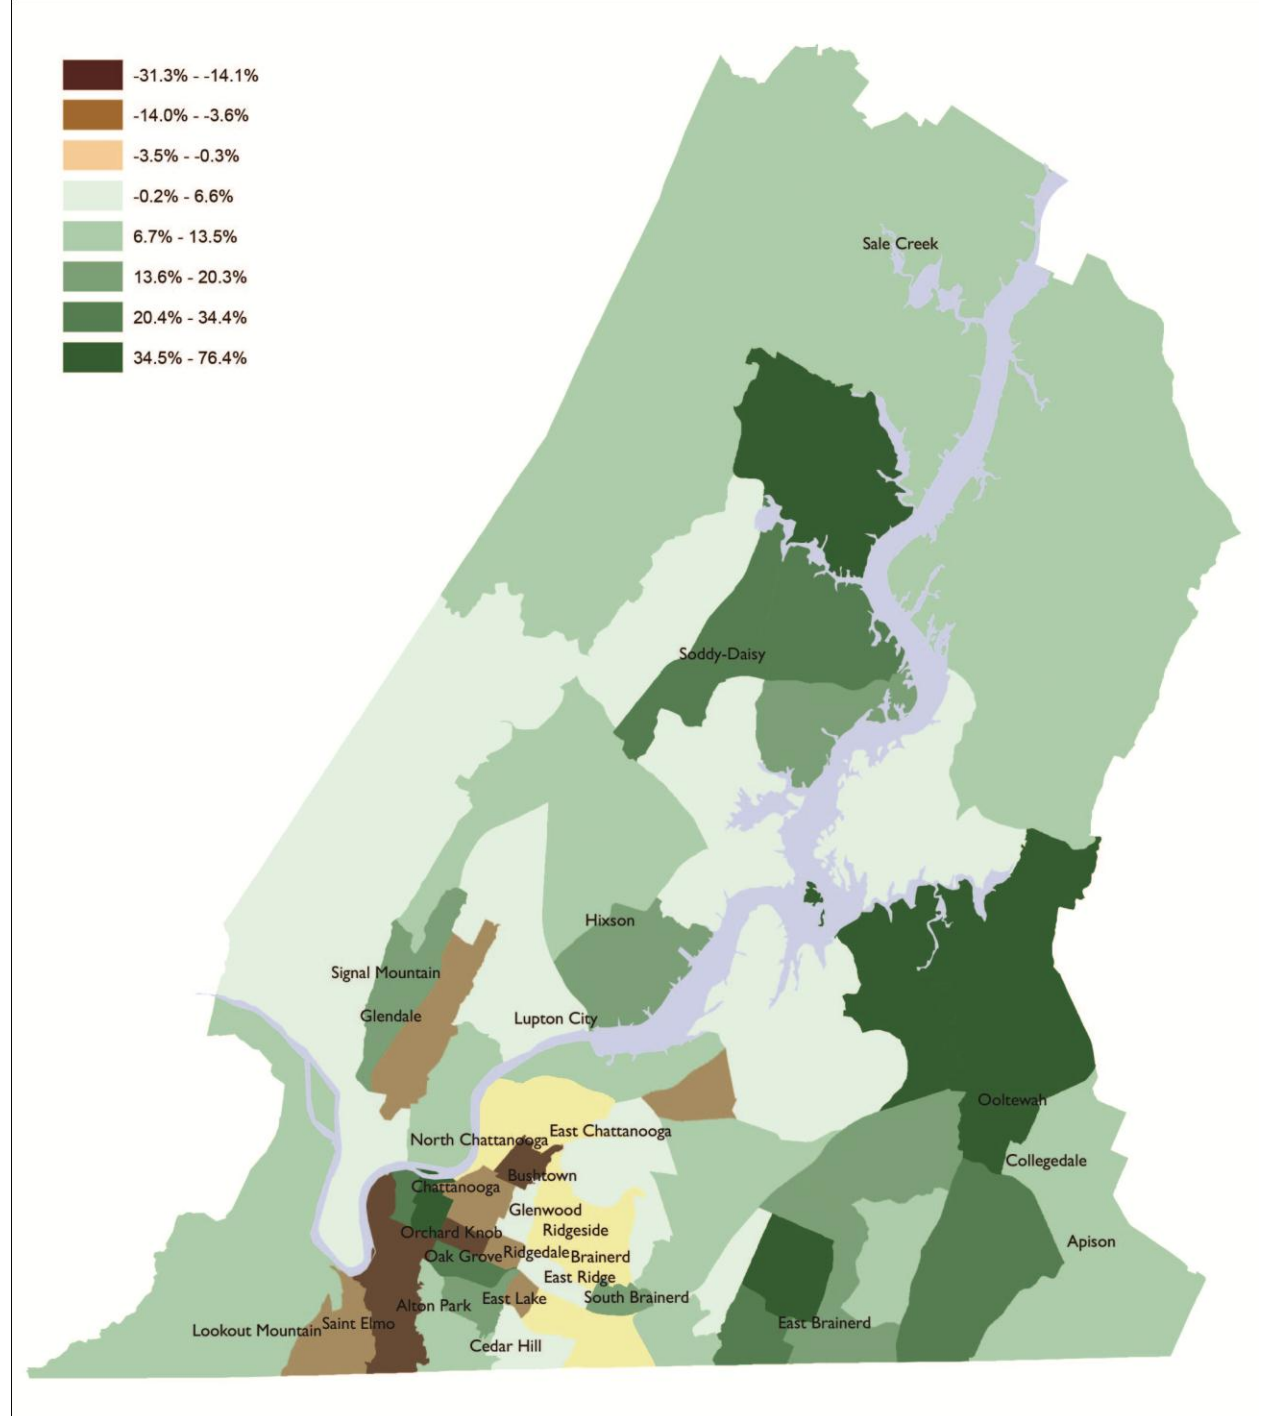 -31.3% - -14.1%
-14.0% - -3.6%
-3.5% - -0.3%
-0.2% - 6.6%
6.7% - 13.5%
13.6% - 20.3%
20.4% - 34.4%
34.5% - 76.4%
Sale Creek
Soddy-Daisy
Hixson
Signal Mountain
Glendale
Lupton City
Ooltewah
East Chattanooga
North Chattanooga
Collegedale
Bushtown
Chattanooga
Glenwood
Ridgeside
Orchard Knob
Apison
Ridgedale
Oak Grove
Brainerd
East Ridge
South Brainerd
East Lake
Alton Park
East Brainerd
Saint Elmo
Lookout Mountain
Cedar Hill